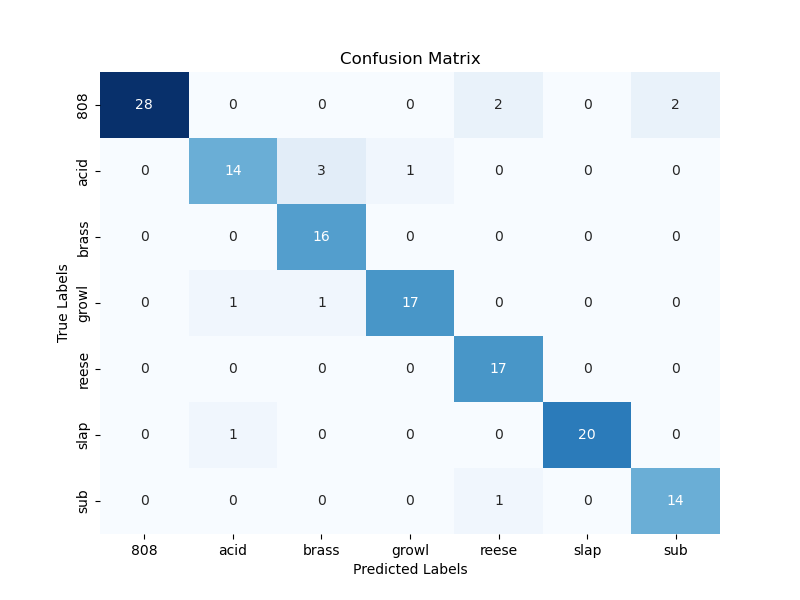 Confusion Matrix
808 28 0 0 0 2 0 2
acid 0 14 3 1 0 0 0
brass 0 0 16 0 0 0 0
growl 0 1 1 17 0 0 0
reese 0 0 0 0 17 0 0
slap 0 1 0 0 0 20 0
sub 0 0 0 0 1 0 14
True Labels
808 acid brass growl reese slap sub
Predicted Labels